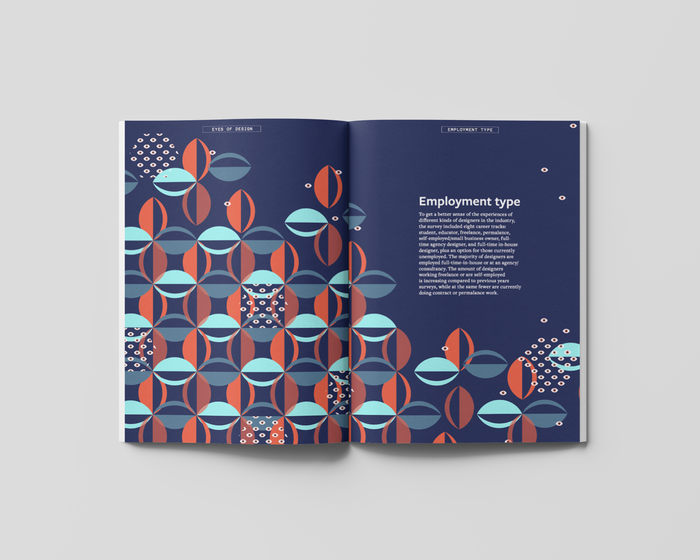 EYES OF DESIGN
EMPLOYMENT TYPE
Employment type
To get a better sense of the experiences of
different kinds of designers in the industry,
the survey included eight career tracks:
student, educator, freelance, permalance,
self-employed/small business owner, full-
time agency designer, and full-time in-house
designer, plus an option for those currently
unemployed. The majority of designers are
employed full-time-in-house or at an agency/
consultancy. The amount of designers
working freelance or are self-employed
is increasing compared to previous years
surveys, while at the same fewer are currently
doing contract or permalance work.